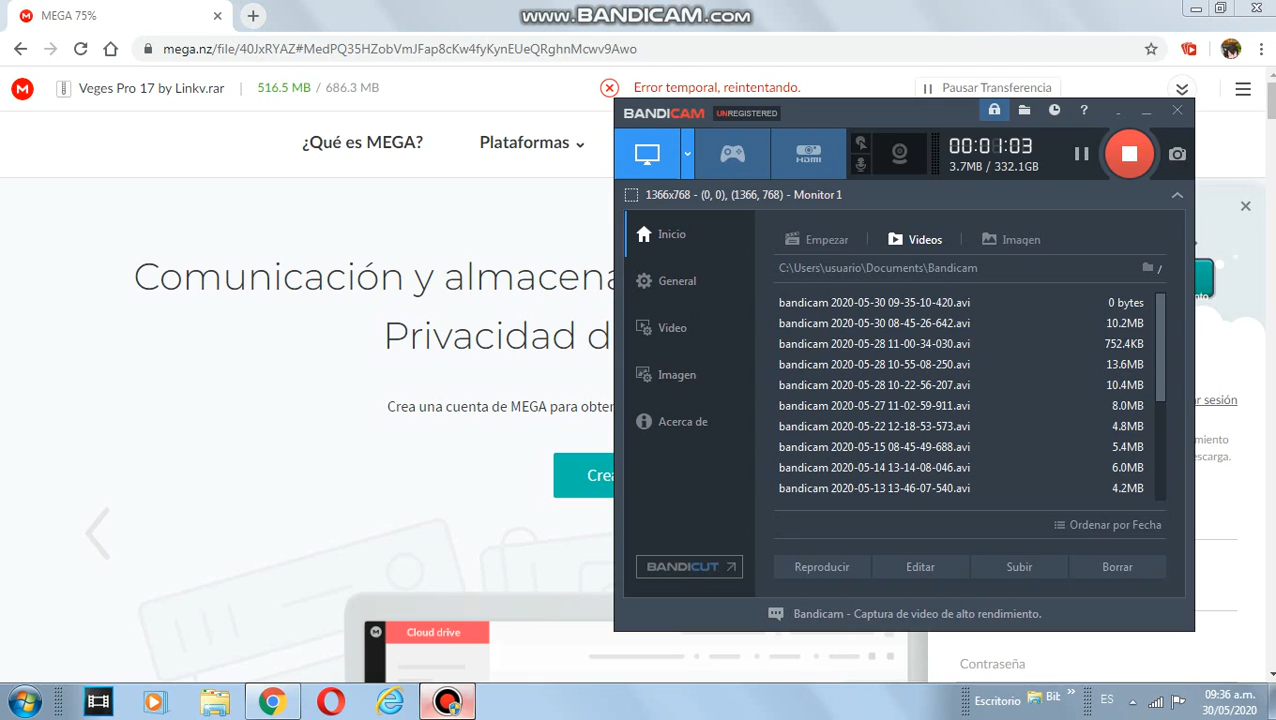 www.BANDICAM.com
MEGA 75%
mega.nz/file/40JxRYAZ#MedPQ35HZobVmJFap8cKw4fyKynEUeQRghnMcwv9Awo
Veges Pro 17 by Linkv.rar
516.5 MB / 686.3 MB
Error temporal, reintentando.
Pausar Transferencia
¿Qué es MEGA?
Plataformas
Comunicación y almacena
Privacidad d
Crea una cuenta de MEGA para obten
Crea
Cloud drive
ar sesión
miento
escarga.
Contraseña
BANDICAM UNREGISTERED
HDMI
00:01:03
3.7MB / 332.1GB
1366x768 - (0, 0), (1366, 768) - Monitor 1
Inicio
General
Video
Imagen
Acerca de
BANDICUT
Empezar
Videos
Imagen
C:\Users\usuario\Documents\Bandicam
/
bandicam 2020-05-30 09-35-10-420.avi 0 bytes
bandicam 2020-05-30 08-45-26-642.avi 10.2MB
bandicam 2020-05-28 11-00-34-030.avi 752.4KB
bandicam 2020-05-28 10-55-08-250.avi 13.6MB
bandicam 2020-05-28 10-22-56-207.avi 10.4MB
bandicam 2020-05-27 11-02-59-911.avi 8.0MB
bandicam 2020-05-22 12-18-53-573.avi 4.8MB
bandicam 2020-05-15 08-45-49-688.avi 5.4MB
bandicam 2020-05-14 13-14-08-046.avi 6.0MB
bandicam 2020-05-13 13-46-07-540.avi 4.2MB
Ordenar por Fecha
Reproducir
Editar
Subir
Borrar
Bandicam - Captura de video de alto rendimiento.
Escritorio
Bib
ES
09:36 a.m.
30/05/2020